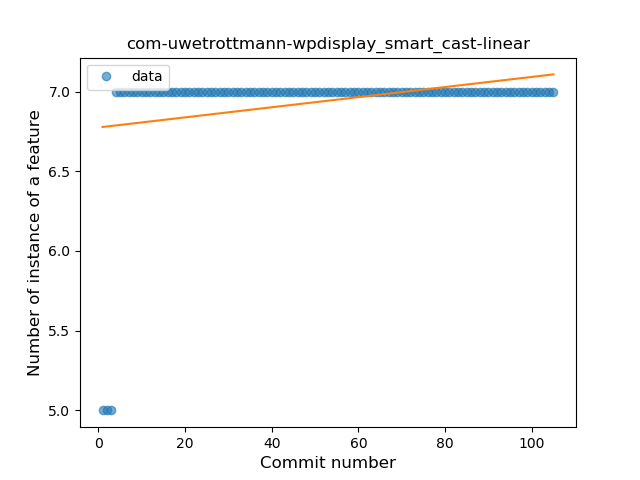 com-uwetrottmann-wpdisplay_smart_cast-linear
data
Number of instance of a feature
7.0
6.5
6.0
5.5
5.0
0 20 40 60 80 100
Commit number